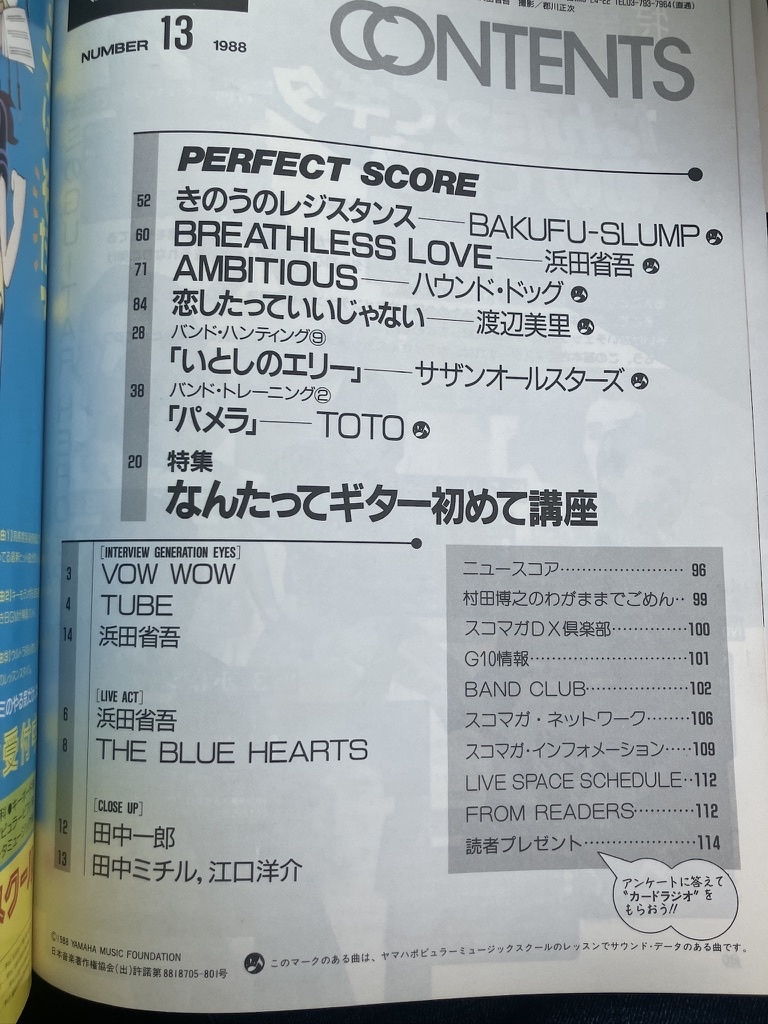 撮影／郡川正次
TEL03-793-7964（直通）
NUMBER 13 1988
CONTENTS
PERFECT SCORE
52 きのうのレジスタンス——BAKUFU-SLUMP
60 BREATHLESS LOVE——浜田省吾
71 AMBITIOUS——ハウンド・ドッグ
84 恋したっていいじゃない——渡辺美里
28 バンド・ハンティング⑨
「いとしのエリー」——サザンオールスターズ
38 バンド・トレーニング②
「パメラ」——TOTO
20 特集
なんたってギター初めて講座
[INTERVIEW GENERATION EYES]
3 VOW WOW
4 TUBE
14 浜田省吾
[LIVE ACT]
6 浜田省吾
8 THE BLUE HEARTS
[CLOSE UP]
12 田中一郎
13 田中ミチル, 江口洋介
ニュースコア…………………… 96
村田博之のわがままでごめん‥ 99
スコマガDX倶楽部…………… 100
G10情報………………………… 101
BAND CLUB………………… 102
スコマガ・ネットワーク……… 106
スコマガ・インフォメーション…‥ 109
LIVE SPACE SCHEDULE‥ 112
FROM READERS………… 112
読者プレゼント……………… 114
アンケートに答えて
"カードラジオ"を
もらおう!!
©1988 YAMAHA MUSIC FOUNDATION
日本音楽著作権協会（出）許諾第8818705-801号
このマークのある曲は、ヤマハポピュラーミュージックスクールのレッスンでサウンド・データのある曲です。